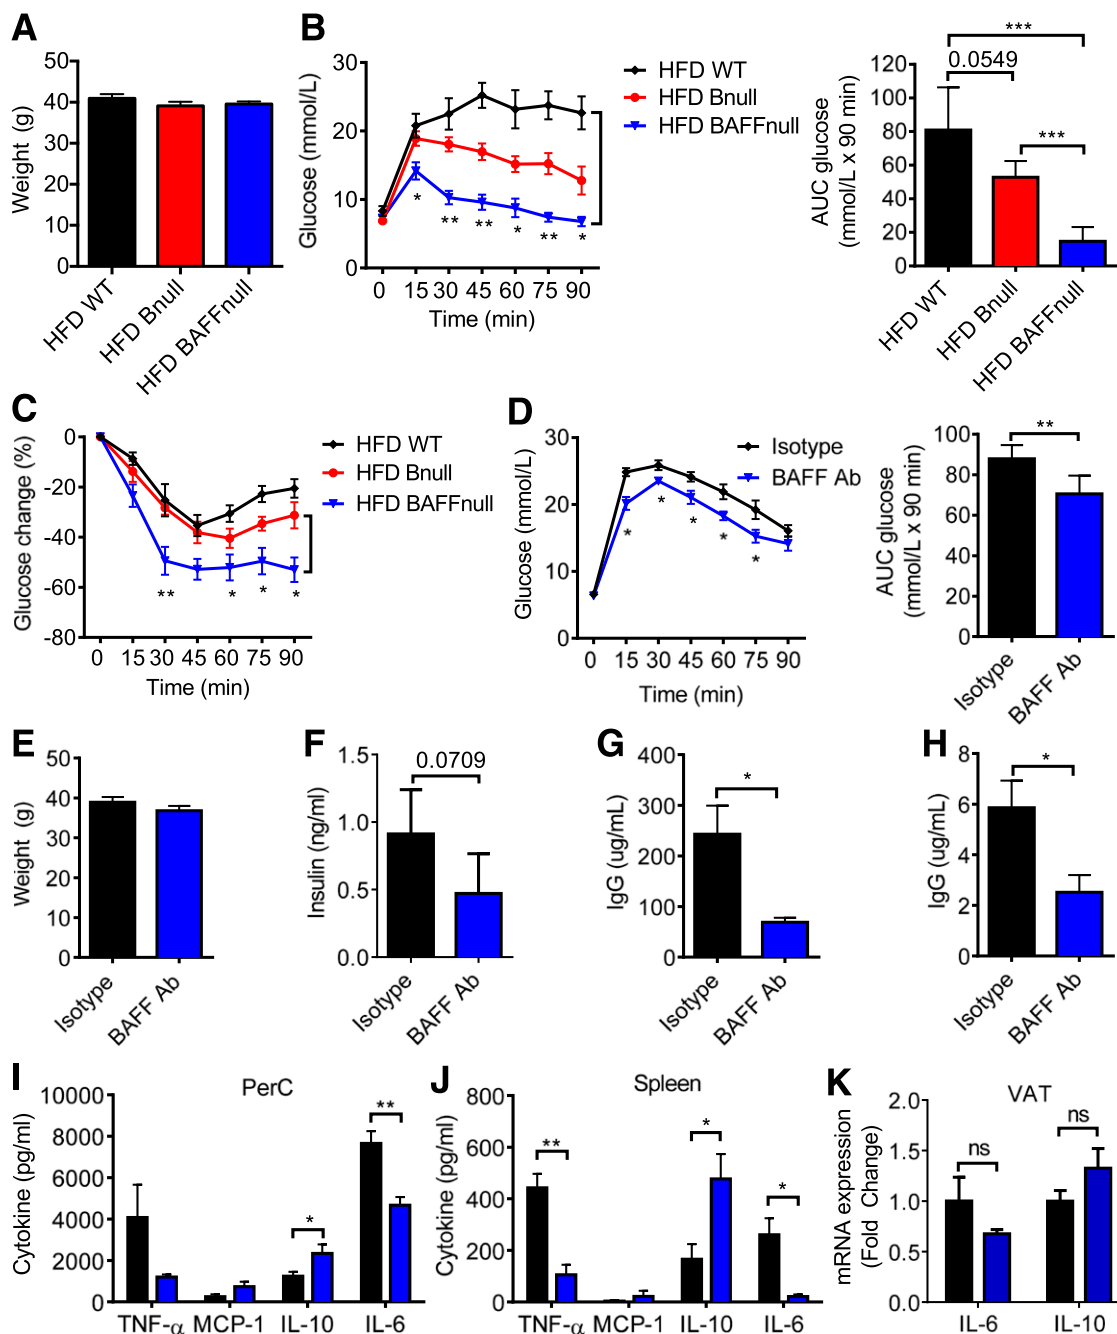 A
Weight (g)
50
40
30
20
10
0
HFD WT
HFD Bnull
HFD BAFFnull
B
Glucose (mmol/L)
30
20
10
0
0 15 30 45 60 75 90
Time (min)
* ** ** * ** *
HFD WT
HFD Bnull
HFD BAFFnull
AUC glucose
(mmol/L x 90 min)
120
100
80
60
40
20
0
***
0.0549
***
HFD WT
HFD Bnull
HFD BAFFnull
C
Glucose change (%)
0
-20
-40
-60
-80
0 15 30 45 60 75 90
Time (min)
** * * *
HFD WT
HFD Bnull
HFD BAFFnull
D
Glucose (mmol/L)
30
20
10
0
0 15 30 45 60 75 90
Time (min)
* * * * *
Isotype
BAFF Ab
AUC glucose
(mmol/L x 90 min)
100
80
60
40
20
0
**
Isotype
BAFF Ab
E
Weight (g)
50
40
30
20
10
0
Isotype
BAFF Ab
F
Insulin (ng/ml)
1.5
1.0
0.5
0.0
0.0709
Isotype
BAFF Ab
G
IgG (ug/mL)
400
300
200
100
0
*
Isotype
BAFF Ab
H
IgG (ug/mL)
8
6
4
2
0
*
Isotype
BAFF Ab
I
PerC
Cytokine (pg/ml)
10000
8000
6000
4000
2000
0
* **
TNF-α MCP-1 IL-10 IL-6
J
Spleen
Cytokine (pg/ml)
800
600
400
200
0
** * *
TNF-α MCP-1 IL-10 IL-6
K
VAT
mRNA expression
(Fold Change)
2.0
1.5
1.0
0.5
0.0
ns ns
IL-6 IL-10